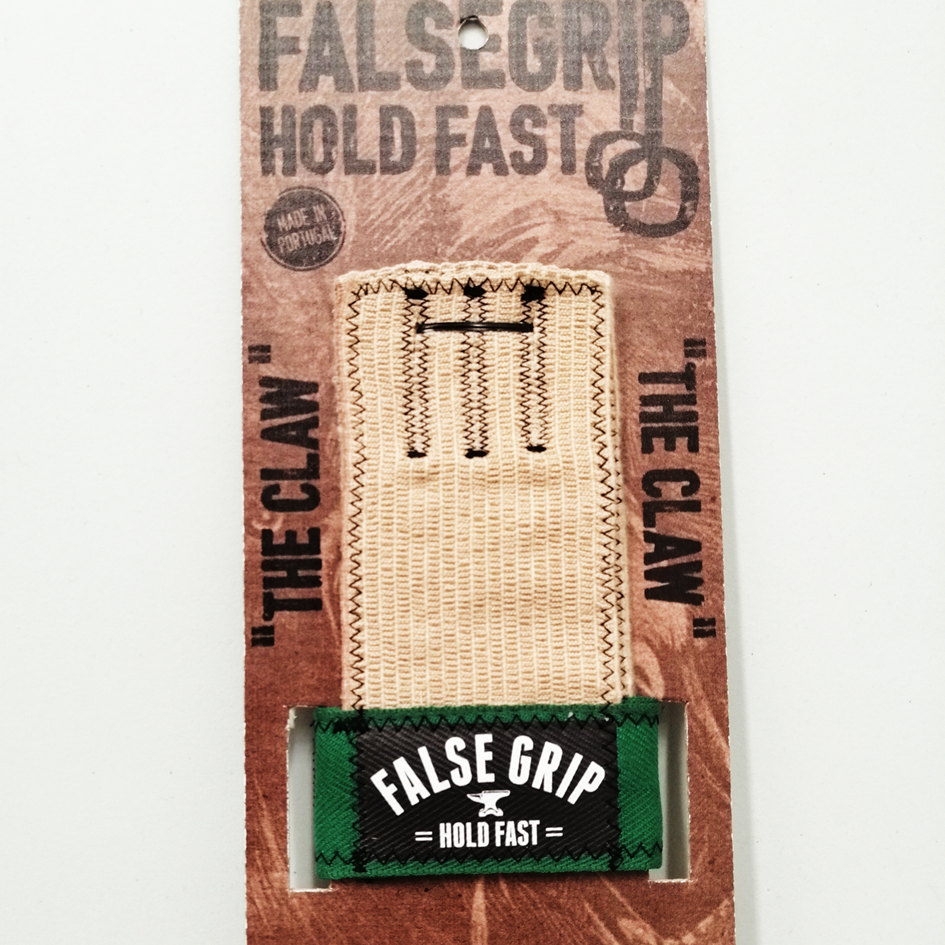 FALSEGRIP
HOLD FAST
MADE IN
PORTUGAL
"THE CLAW"
"THE CLAW"
FALSE GRIP
= HOLD FAST =